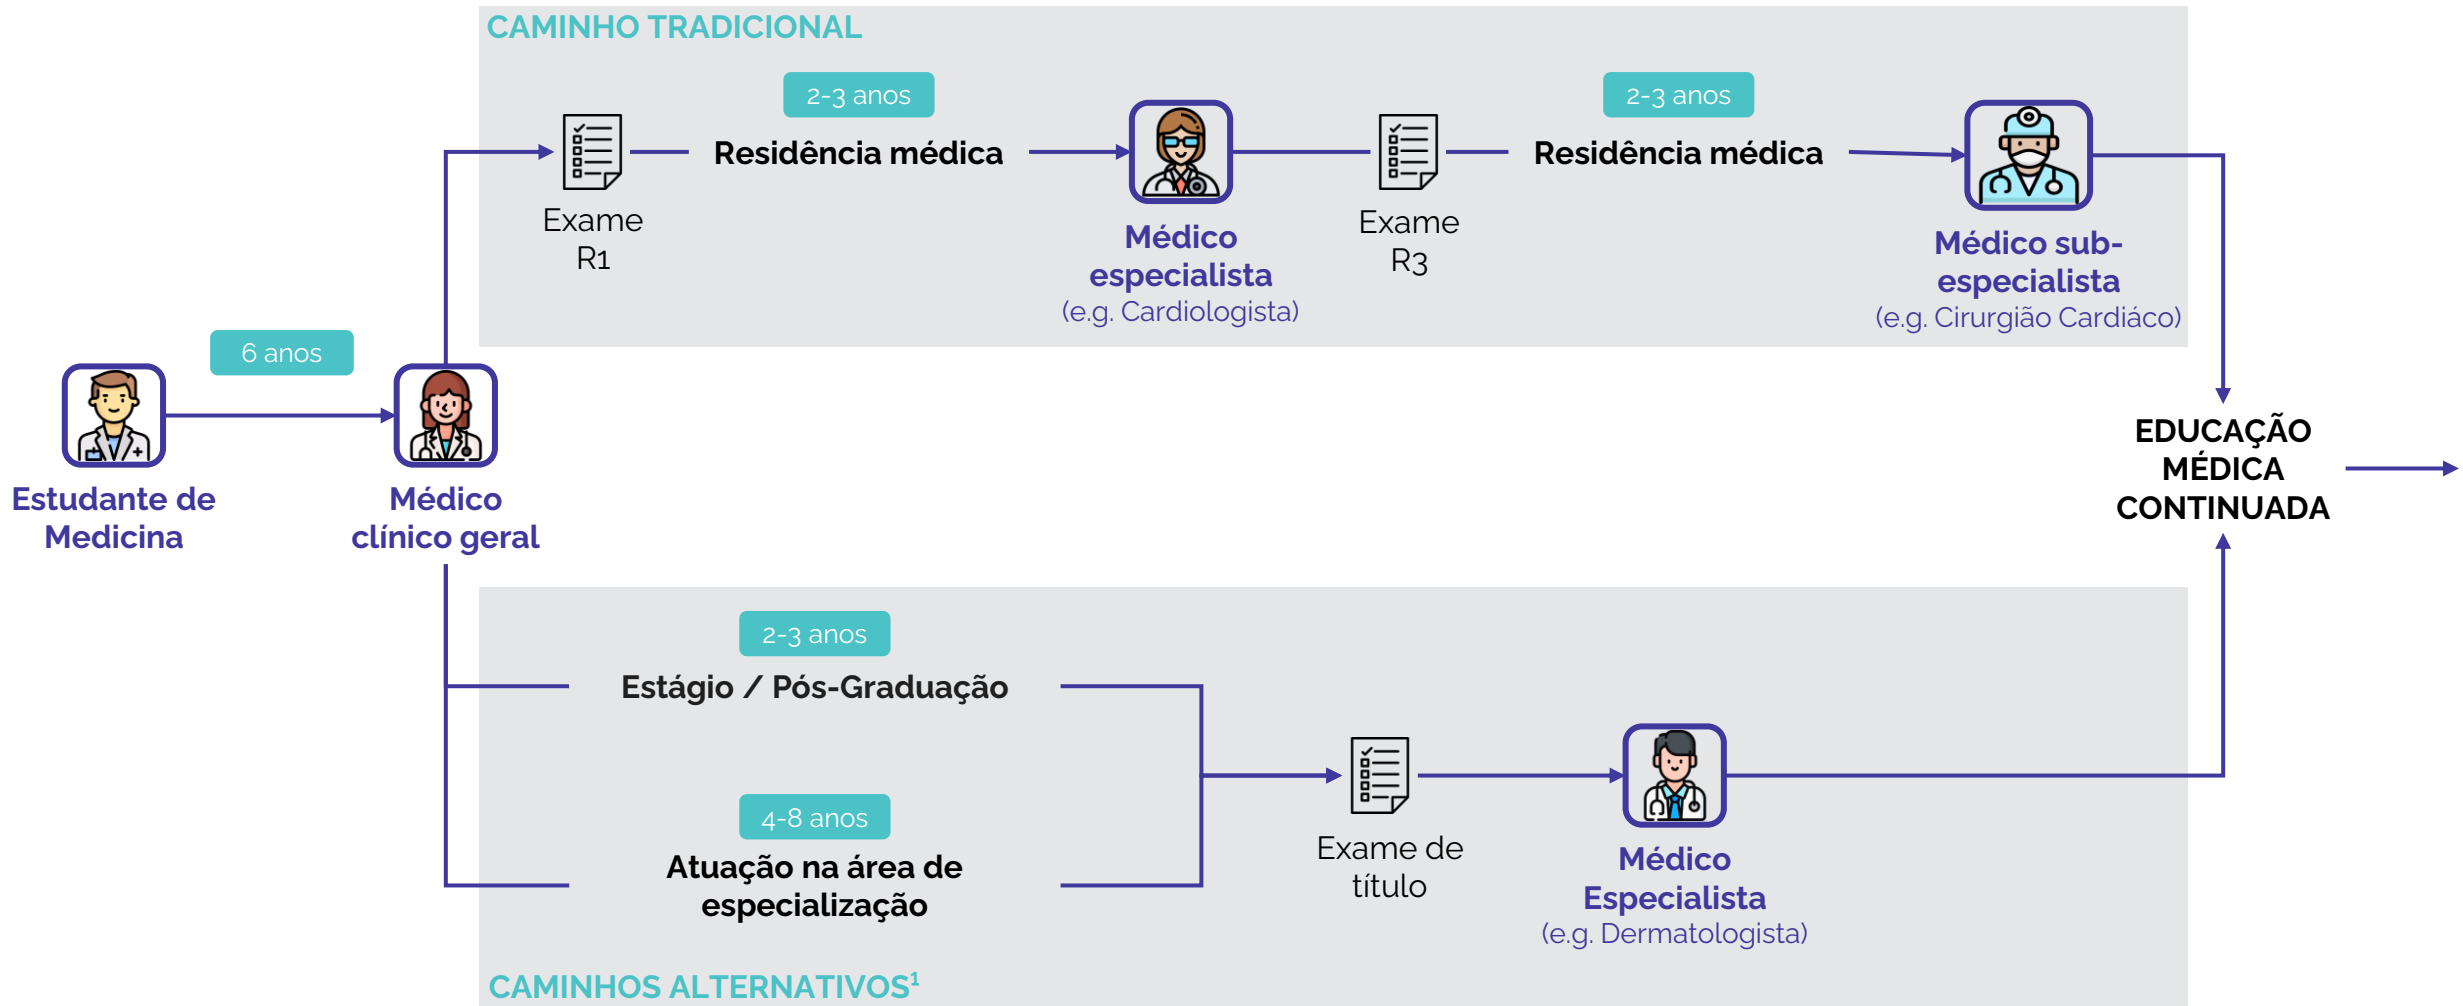 CAMINHO TRADICIONAL
2-3 anos
2-3 anos
Residência médica
Residência médica
Exame
R1
Médico
especialista
(e.g. Cardiologista)
Exame
R3
Médico sub-
especialista
(e.g. Cirurgião Cardiáco)
6 anos
Estudante de
Medicina
Médico
clínico geral
EDUCAÇÃO
MÉDICA
CONTINUADA
2-3 anos
Estágio / Pós-Graduação
4-8 anos
Atuação na área de
especialização
Exame de
título
Médico
Especialista
(e.g. Dermatologista)
CAMINHOS ALTERNATIVOS¹